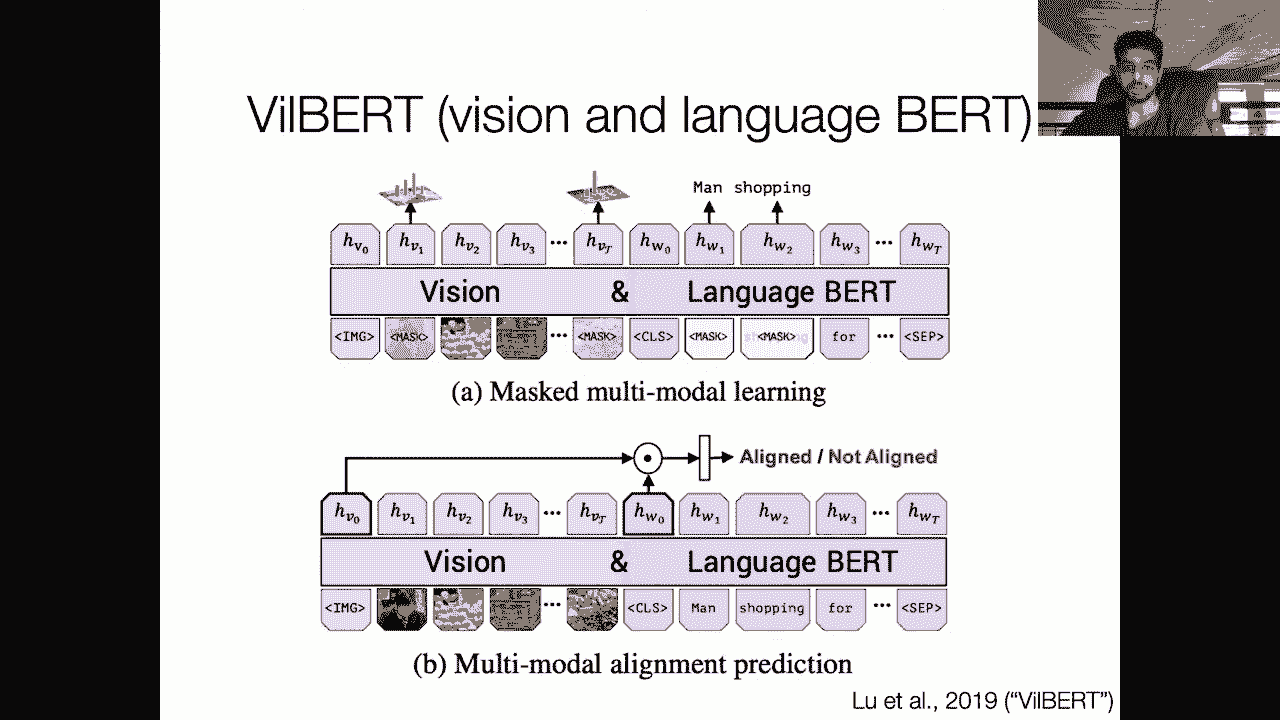 VilBERT (vision and language BERT)
Man shopping
h_{v_0} h_{v_1} h_{v_2} h_{v_3} ··· h_{v_𝒯} h_{w_0} h_{w_1} h_{w_2} h_{w_3} ··· h_{w_T}
Vision & Language BERT
<IMG> <MASK> ··· <MASK> <CLS> <MASK> <MASK> for ··· <SEP>
(a) Masked multi-modal learning
Aligned / Not Aligned
h_{v_0} h_{v_1} h_{v_2} h_{v_3} ··· h_{v_𝒯} h_{w_0} h_{w_1} h_{w_2} h_{w_3} ··· h_{w_T}
Vision & Language BERT
<IMG> ··· <CLS> Man shopping for ··· <SEP>
(b) Multi-modal alignment prediction
Lu et al., 2019 (“VilBERT”)